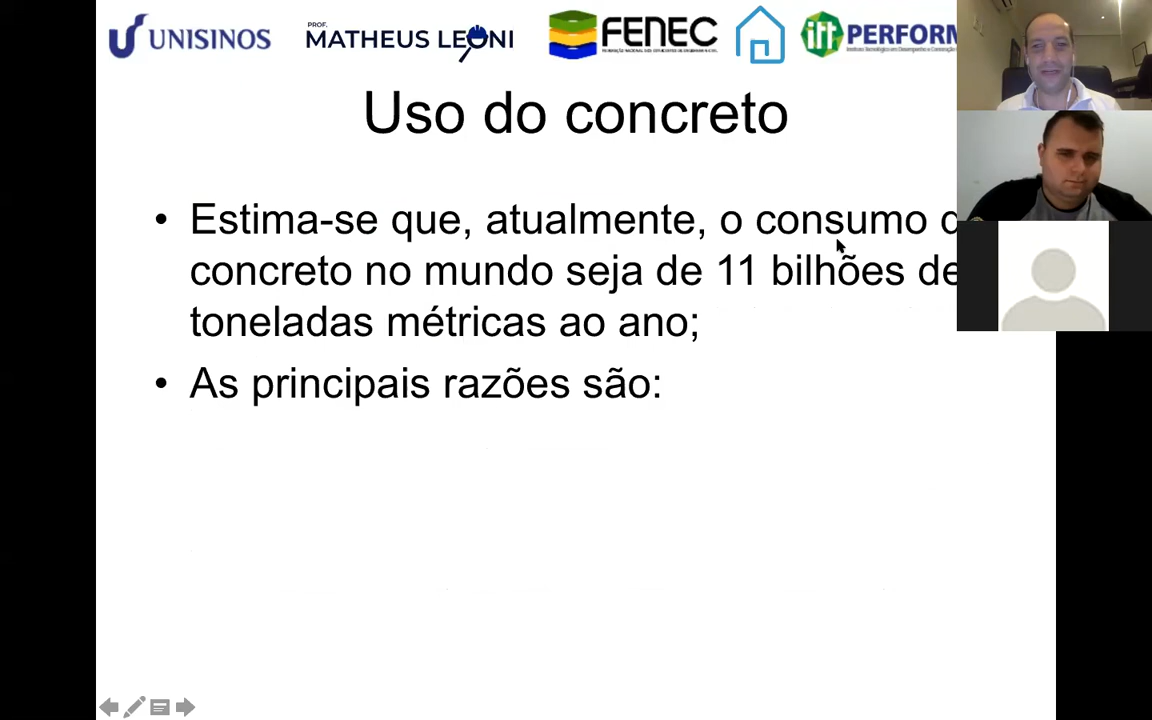 UNISINOS
PROF.
MATHEUS LEONI
FENEC
itt PERFORM
Uso do concreto
• Estima-se que, atualmente, o consumo
concreto no mundo seja de 11 bilhões de
toneladas métricas ao ano;
• As principais razões são: